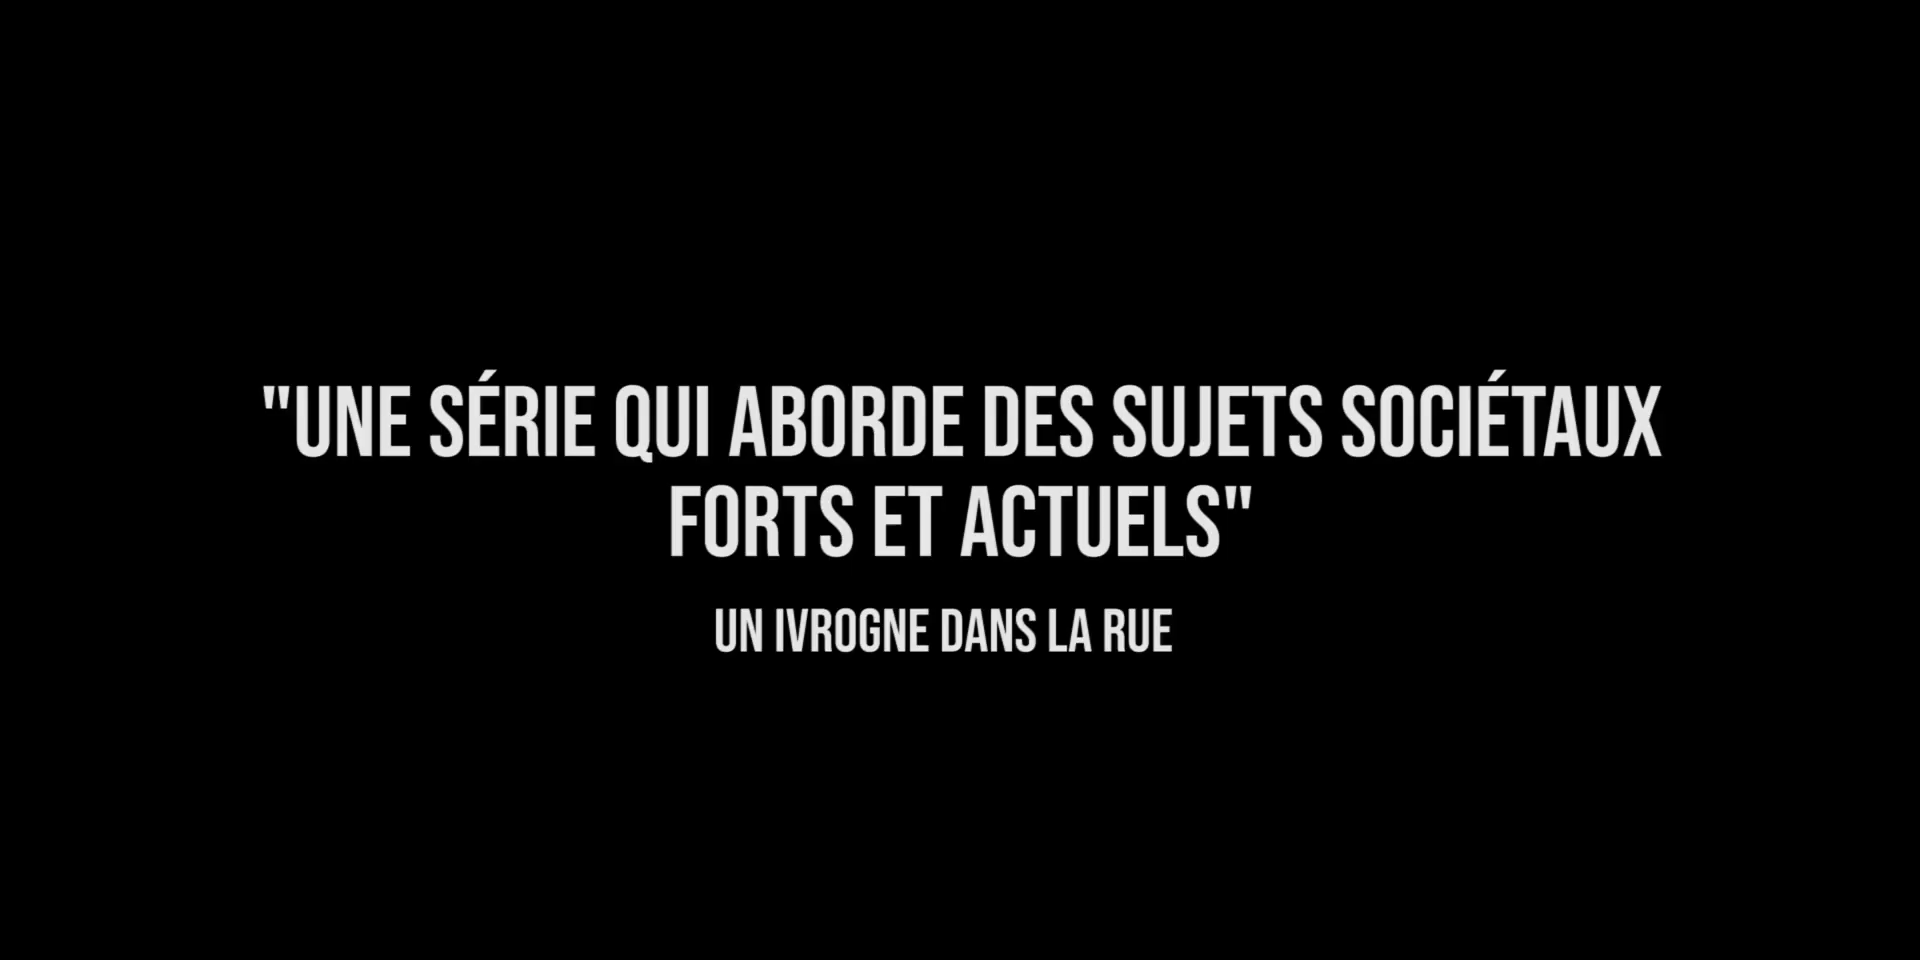 "UNE SÉRIE QUI ABORDE DES SUJETS SOCIÉTAUX
FORTS ET ACTUELS"
UN IVROGNE DANS LA RUE